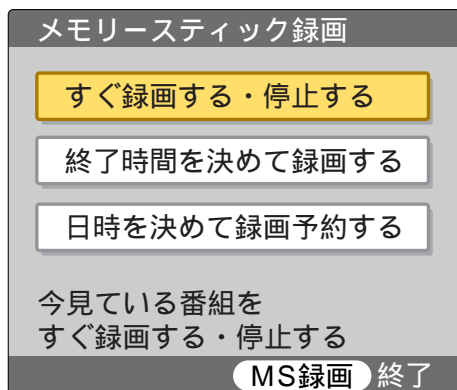 メモリースティック録画
すぐ録画する・停止する
終了時間を決めて録画する
日時を決めて録画予約する
今見ている番組を
すぐ録画する・停止する
MS録画 終了